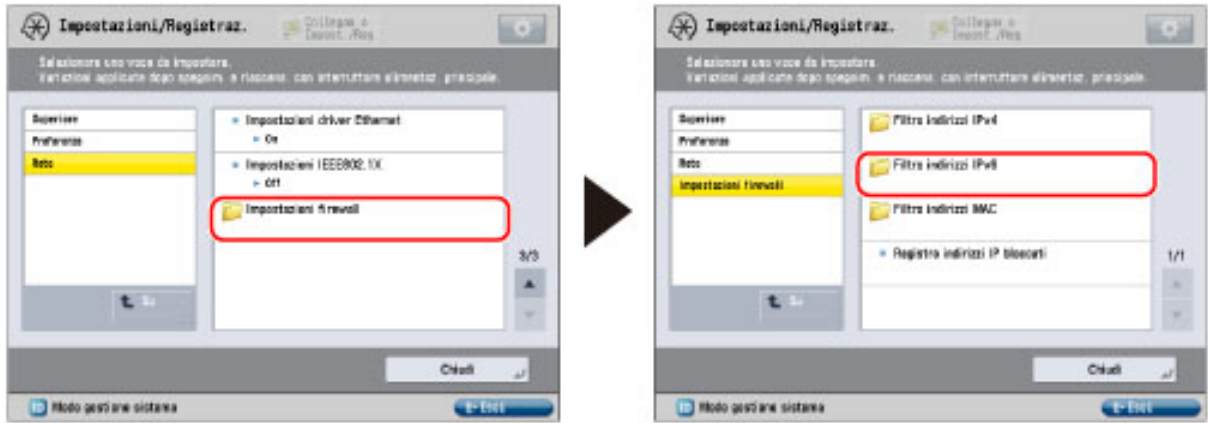 Impostazioni/Registraz.
Collegam. a
Impost./Reg.
Selezionare una voce da impostare.
Variazioni applicate dopo spegnim. e riaccens. con interruttore alimentaz. principale.
Superiore
Preferenze
Rete
Su
Impostazioni driver Ethernet
On
Impostazioni IEEE802.1X
Off
Impostazioni firewall
3/3
Chiudi
Modo gestione sistema
Esci
Impostazioni/Registraz.
Collegam. a
Impost./Reg.
Selezionare una voce da impostare.
Variazioni applicate dopo spegnim. e riaccens. con interruttore alimentaz. principale.
Superiore
Preferenze
Rete
Impostazioni firewall
Su
Filtro indirizzi IPv4
Filtro indirizzi IPv6
Filtro indirizzi MAC
Registro indirizzi IP bloccati
1/1
Chiudi
Modo gestione sistema
Esci